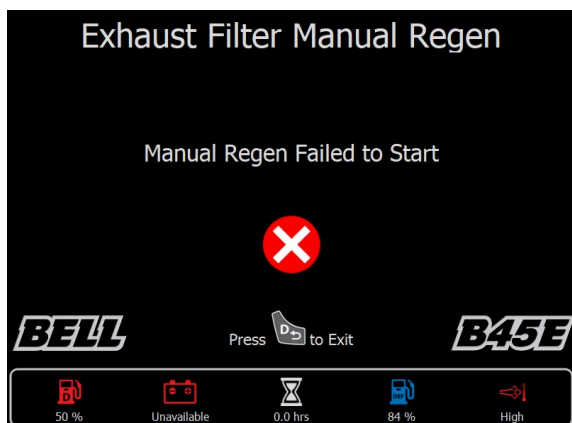 Exhaust Filter Manual Regen
Manual Regen Failed to Start
BELL
Press D to Exit
B45E
D
DEF
50 %
Unavailable
0.0 hrs
84 %
High